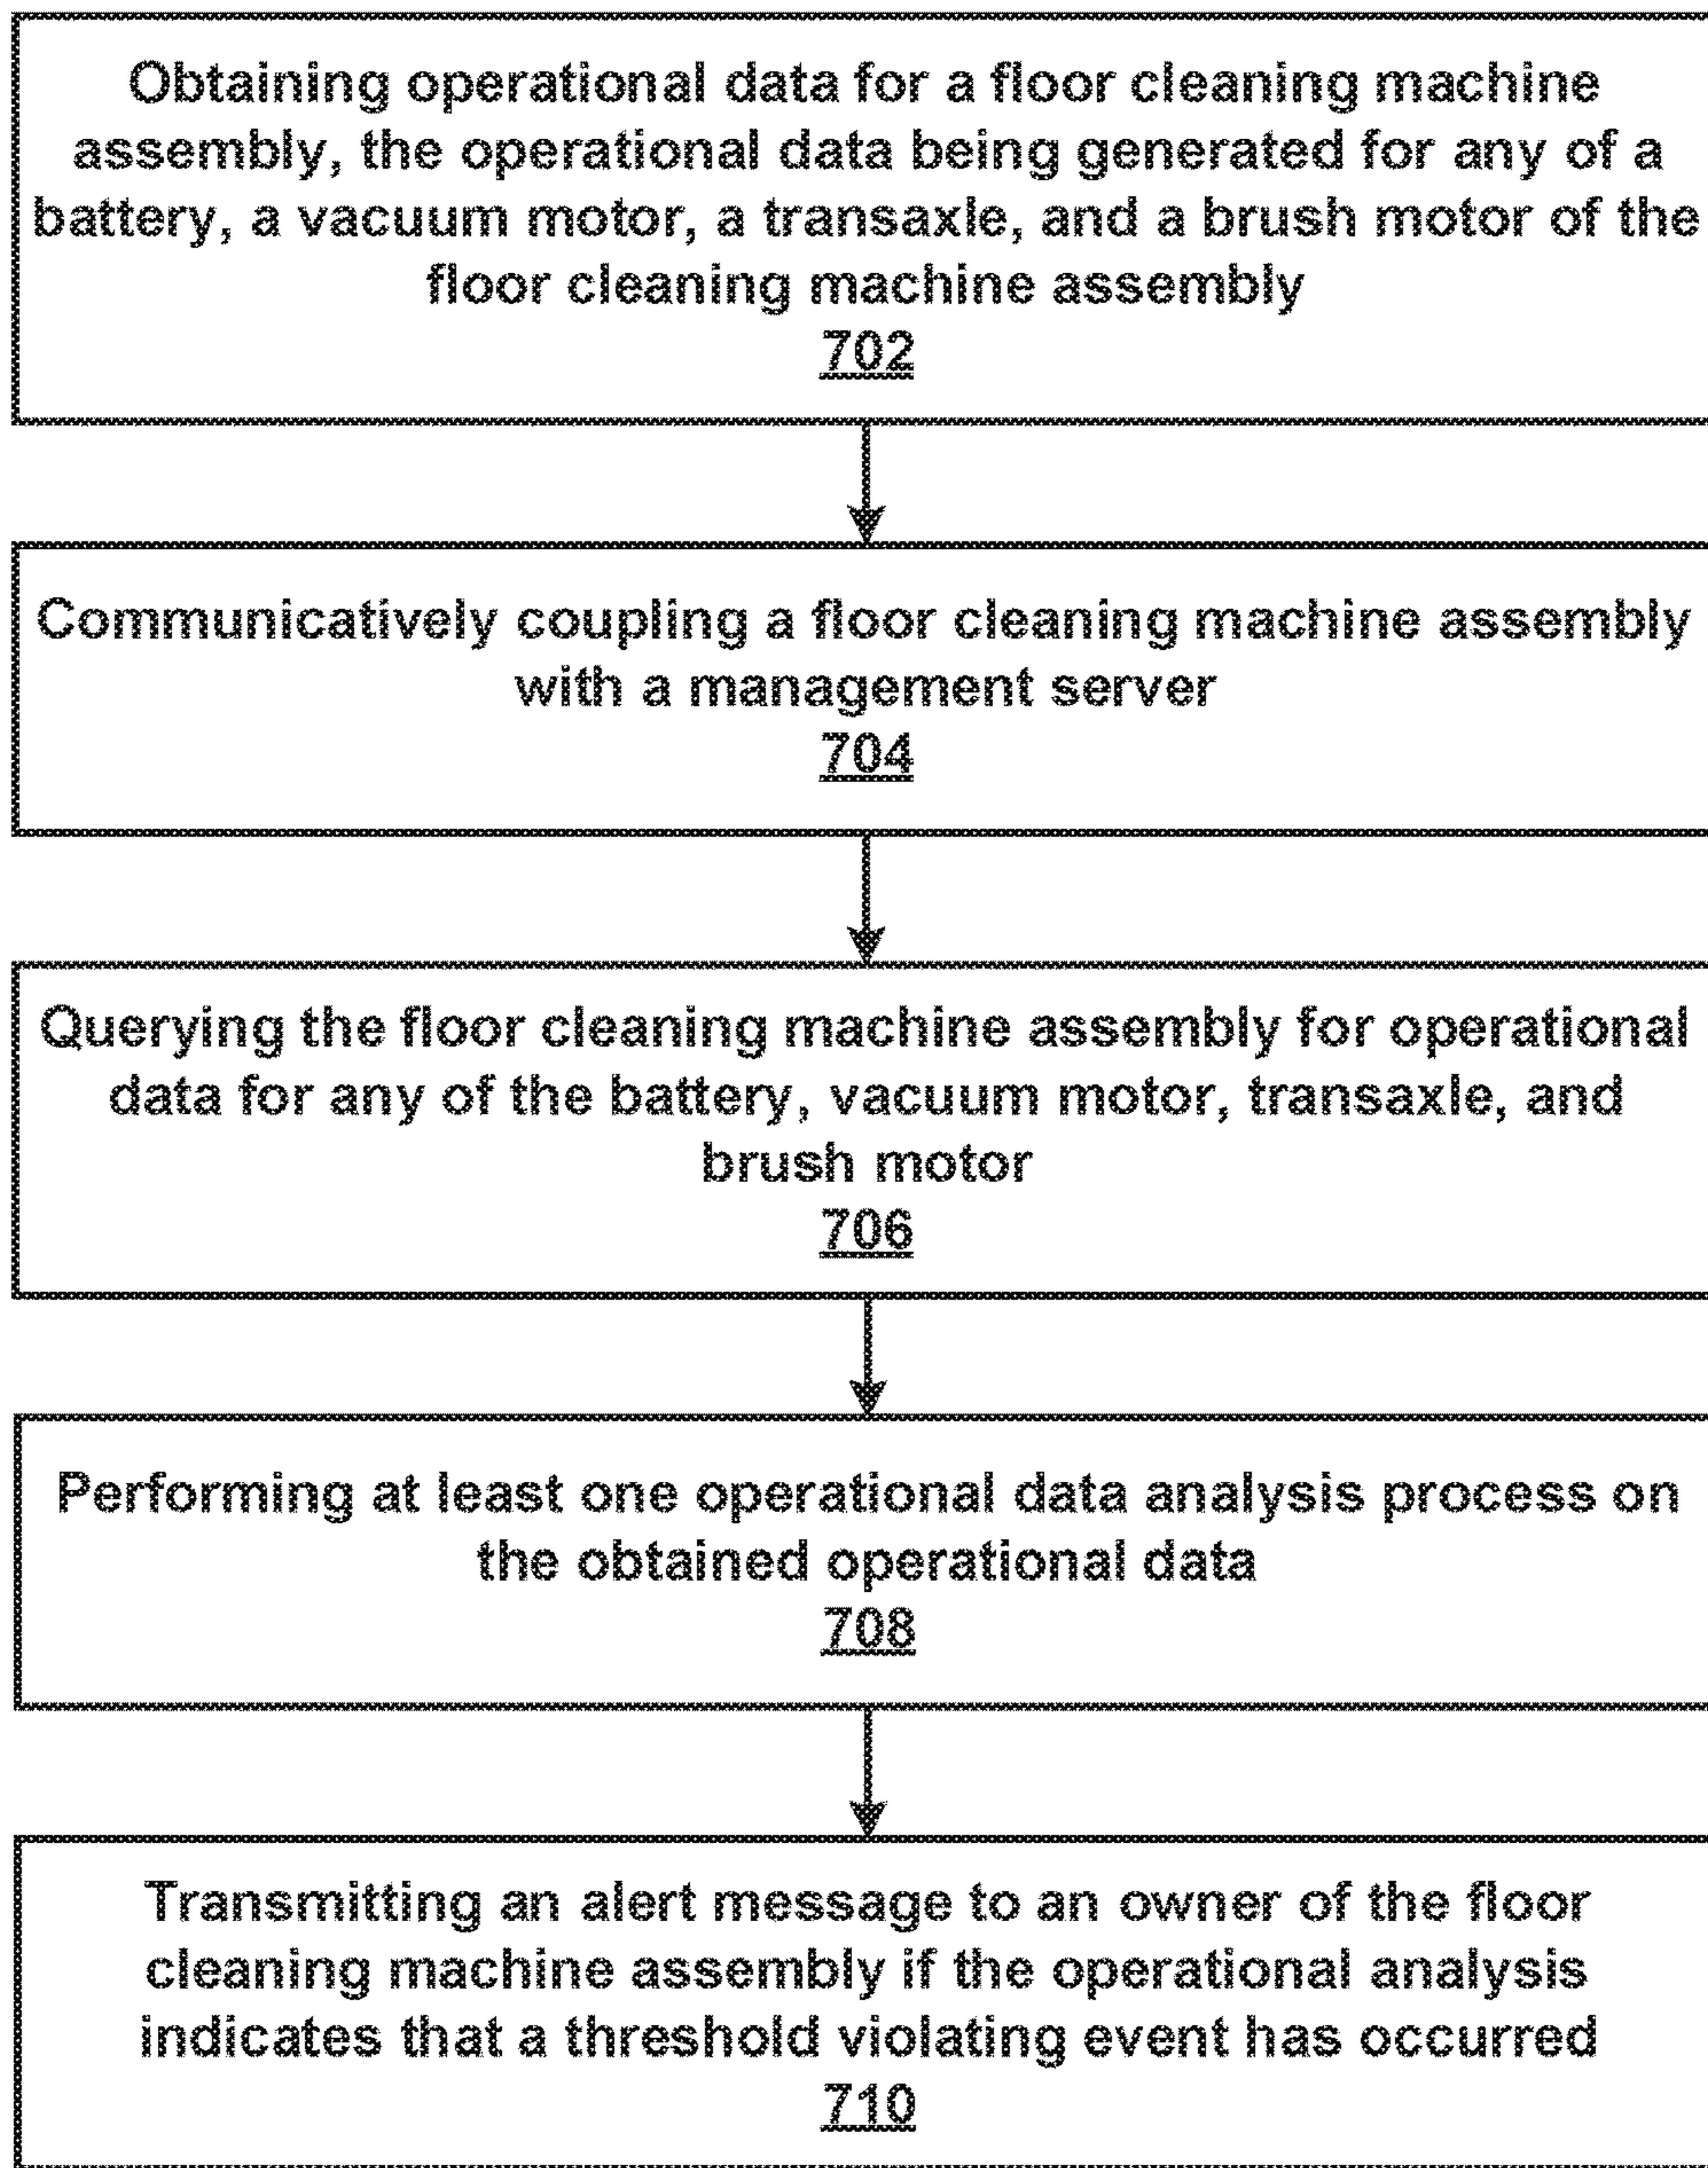 Obtaining operational data for a floor cleaning machine
assembly, the operational data being generated for any of a
battery, a vacuum motor, a transaxle, and a brush motor of the
floor cleaning machine assembly
702
Communicatively coupling a floor cleaning machine assembly
with a management server
704
Querying the floor cleaning machine assembly for operational
data for any of the battery, vacuum motor, transaxle, and
brush motor
706
Performing at least one operational data analysis process on
the obtained operational data
708
Transmitting an alert message to an owner of the floor
cleaning machine assembly if the operational analysis
indicates that a threshold violating event has occurred
710